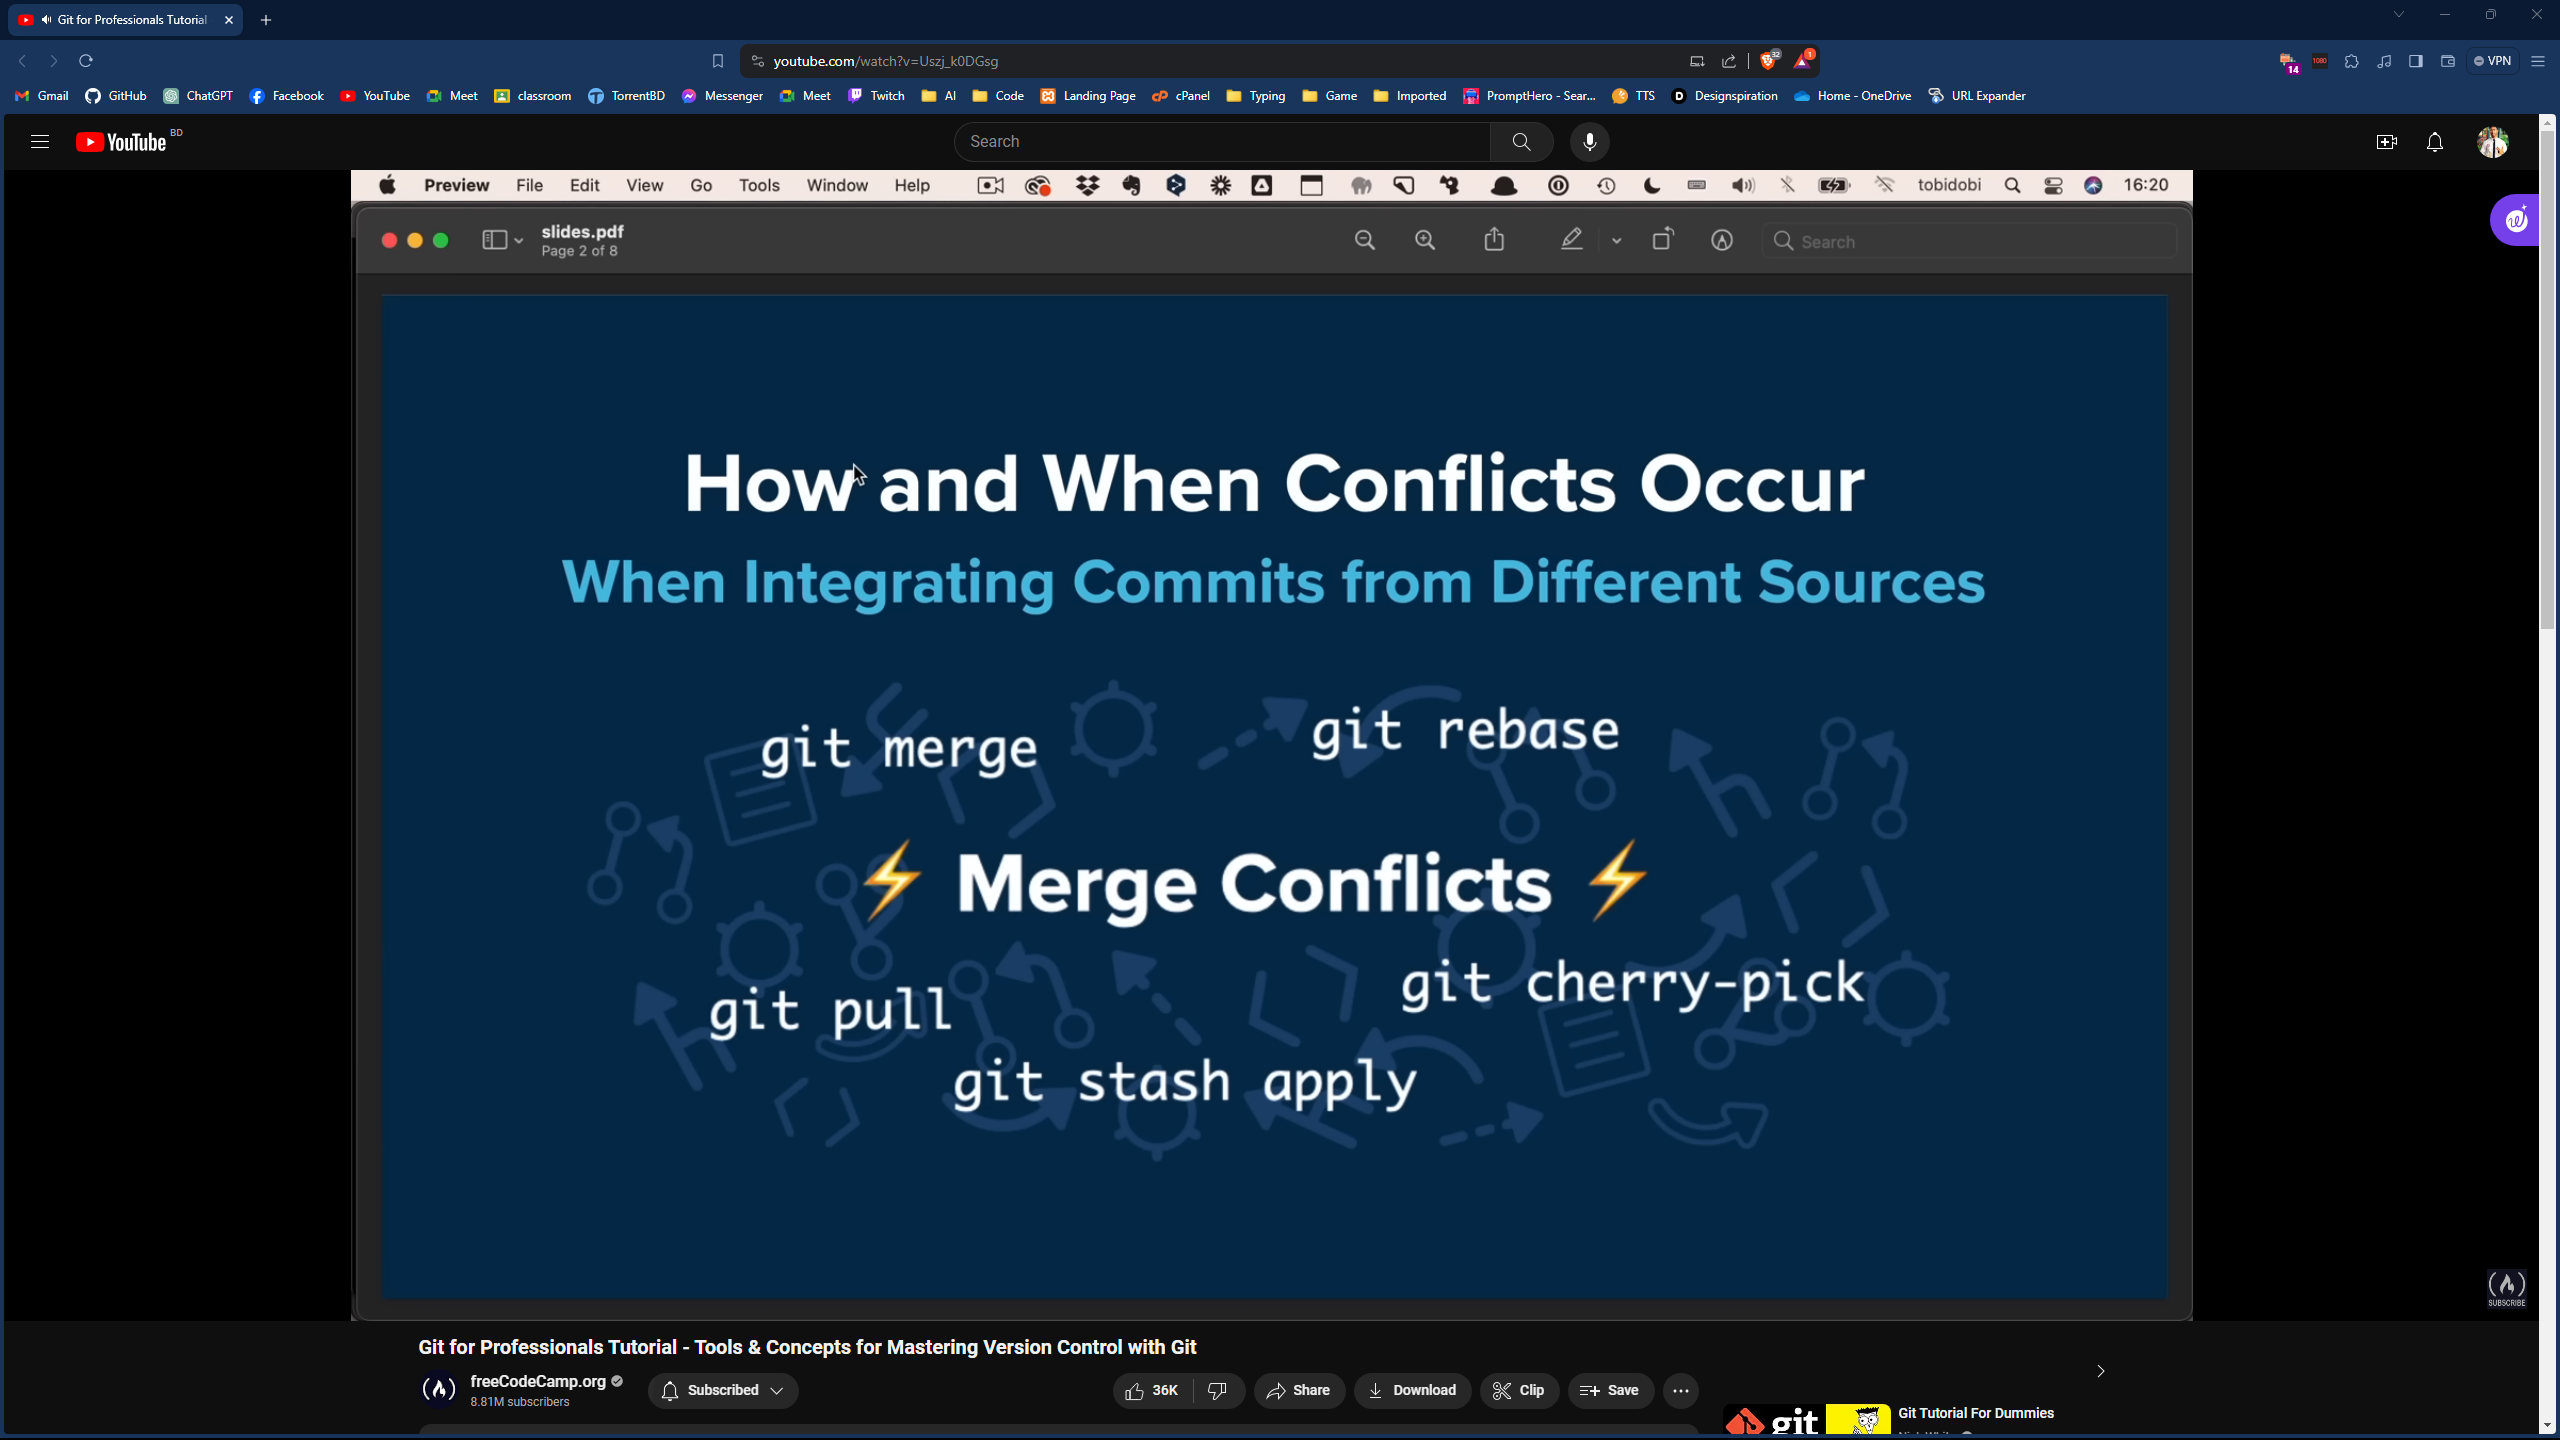 Git for Professionals Tutorial
youtube.com/watch?v=Uszj_k0DGsg
32
1
14
1080
VPN
Gmail GitHub ChatGPT Facebook YouTube Meet classroom TorrentBD Messenger Meet Twitch AI Code Landing Page cPanel Typing Game Imported PromptHero - Sear... TTS Designspiration Home - OneDrive URL Expander
YouTube BD
Search
Preview File Edit View Go Tools Window Help tobidobi 16:20
slides.pdf
Page 2 of 8
Search
How and When Conflicts Occur
When Integrating Commits from Different Sources
git merge
git rebase
⚡ Merge Conflicts ⚡
git cherry-pick
git pull
git stash apply
SUBSCRIBE
Git for Professionals Tutorial - Tools & Concepts for Mastering Version Control with Git
freeCodeCamp.org
8.81M subscribers
Subscribed
36K
Share
Download
Clip
Save
git
Git Tutorial For Dummies